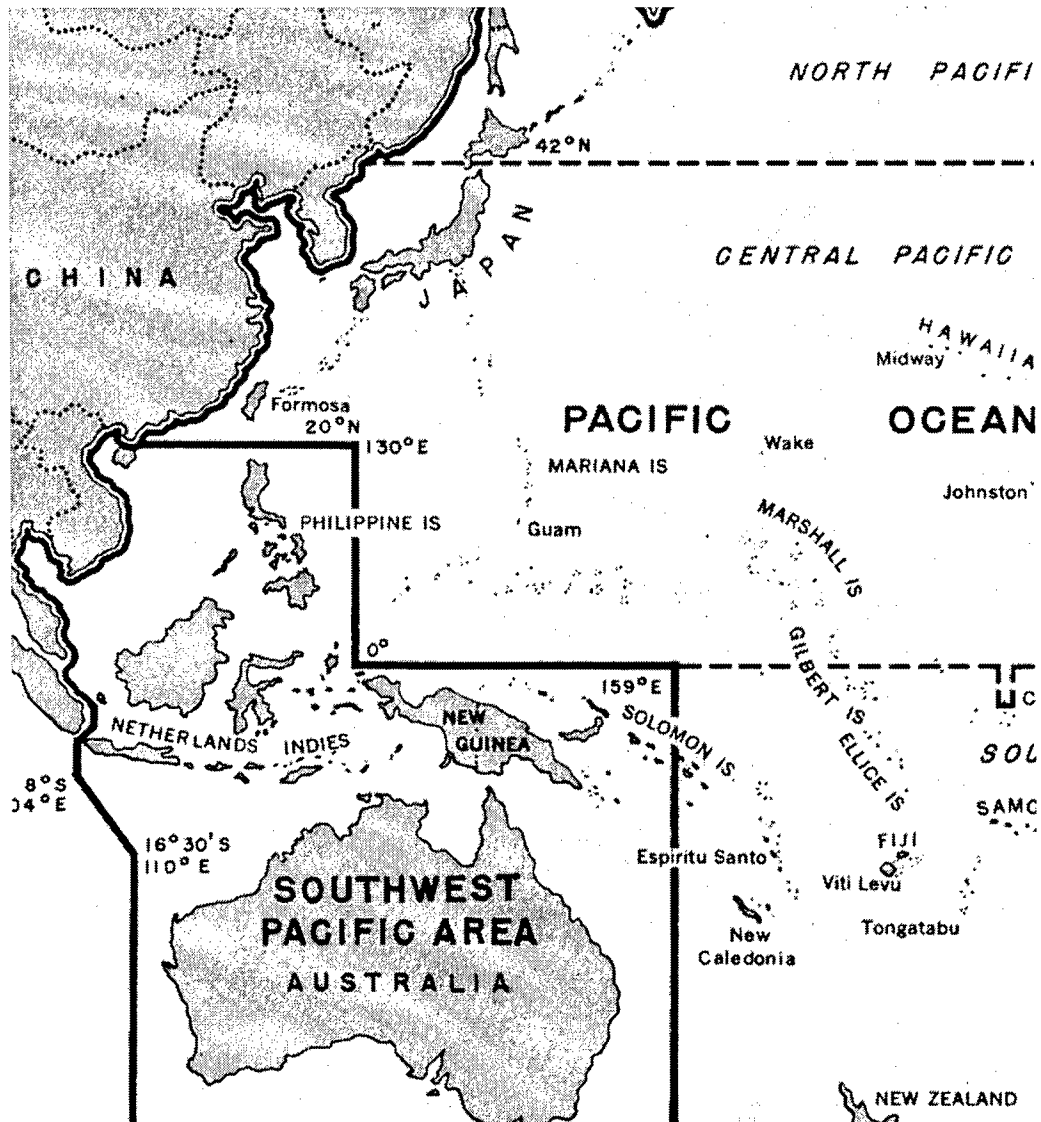 NORTH PACIFI
42°N
CENTRAL PACIFIC
CHINA
JAPAN
HAWAIIA
Midway
Formosa
20°N
130°E
PACIFIC OCEAN
Wake
MARIANA IS
Johnston
PHILIPPINE IS
Guam
MARSHALL IS
0°
GILBERT IS
159°E
C
NEW
GUINEA
SOLOMON IS
NETHERLANDS INDIES
ELLICE IS
SOU
8°S
04°E
SAMO
16°30'S
110°E
FIJI
Espiritu Santo
Viti Levu
SOUTHWEST
PACIFIC AREA
AUSTRALIA
New
Caledonia
Tongatabu
NEW ZEALAND